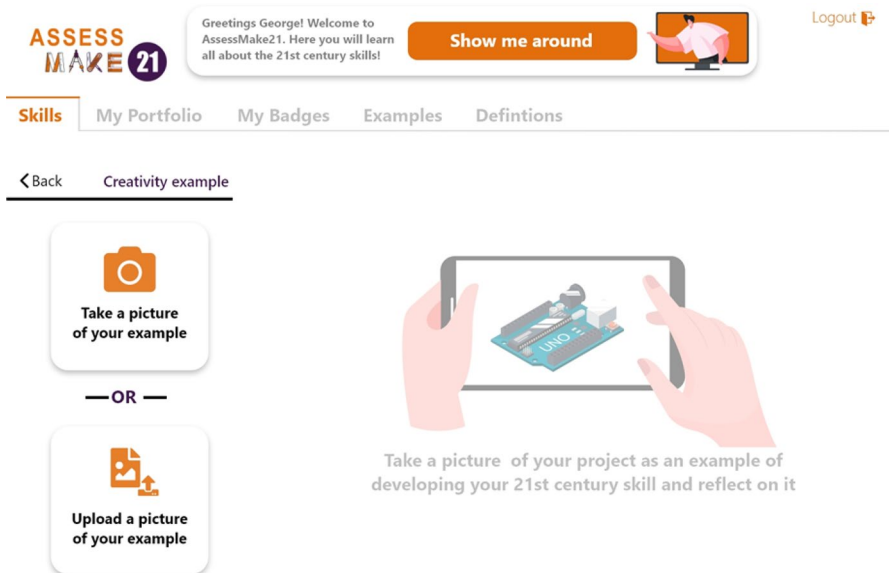 ASSESS
MAKE 21
Greetings George! Welcome to
AssessMake21. Here you will learn
all about the 21st century skills!
Show me around
Logout
Skills
My Portfolio
My Badges
Examples
Defintions
Back
Creativity example
Take a picture
of your example
OR
Upload a picture
of your example
UNO
Take a picture of your project as an example of
developing your 21st century skill and reflect on it